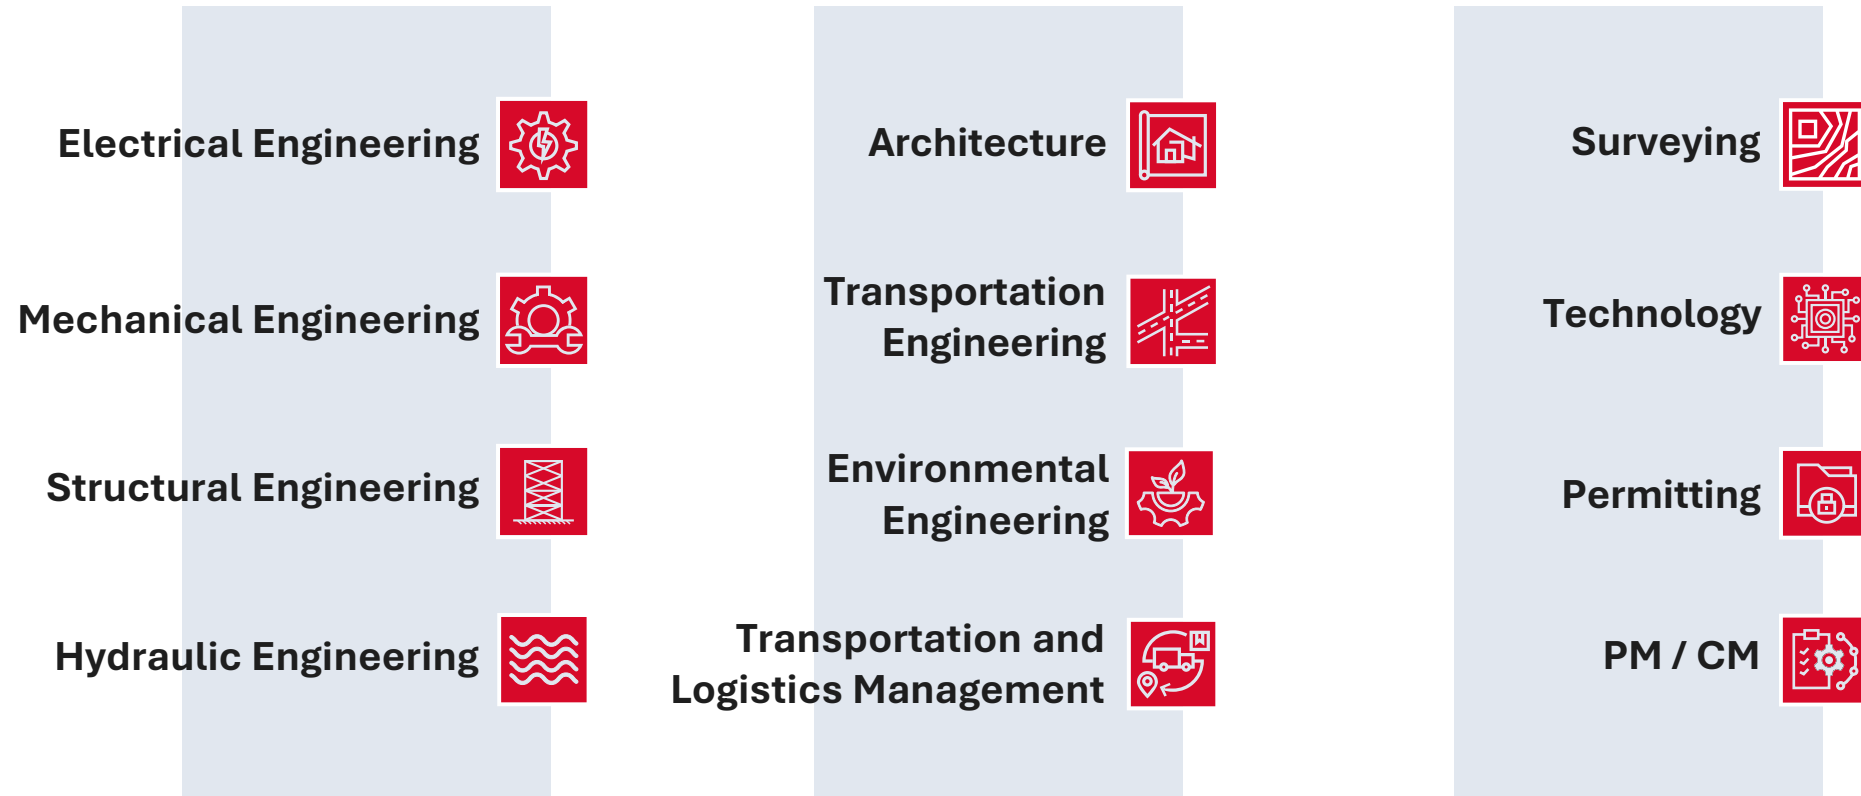 Electrical Engineering
Mechanical Engineering
Structural Engineering
Hydraulic Engineering
Architecture
Transportation
Engineering
Environmental
Engineering
Transportation and
Logistics Management
Surveying
Technology
Permitting
PM / CM